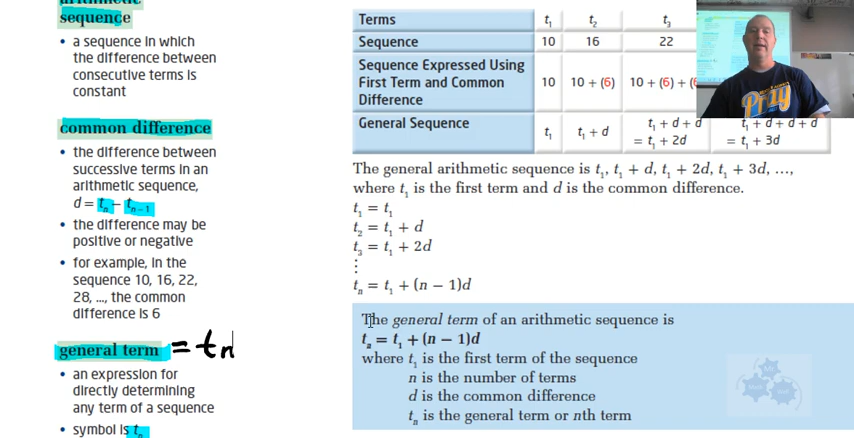 arithmetic
sequence
• a sequence in which
the difference between
consecutive terms is
constant
common difference
• the difference between
successive terms in an
arithmetic sequence,
d = tₙ − tₙ₋₁
• the difference may be
positive or negative
• for example, in the
sequence 10, 16, 22,
28, ..., the common
difference is 6
general term = tn
• an expression for
directly determining
any term of a sequence
• symbol is tₙ
Terms t₁ t₂ t₃
Sequence 10 16 22
Sequence Expressed Using
First Term and Common
Difference 10 10 + (6) 10 + (6) + (
General Sequence t₁ t₁ + d t₁ + d + d = t₁ + 2d t₁ + d + d + d = t₁ + 3d
The general arithmetic sequence is t₁, t₁ + d, t₁ + 2d, t₁ + 3d, ...,
where t₁ is the first term and d is the common difference.
t₁ = t₁
t₂ = t₁ + d
t₃ = t₁ + 2d
⋮
tₙ = t₁ + (n − 1)d
The general term of an arithmetic sequence is
tₙ = t₁ + (n − 1)d
where t₁ is the first term of the sequence
n is the number of terms
d is the common difference
tₙ is the general term or nth term